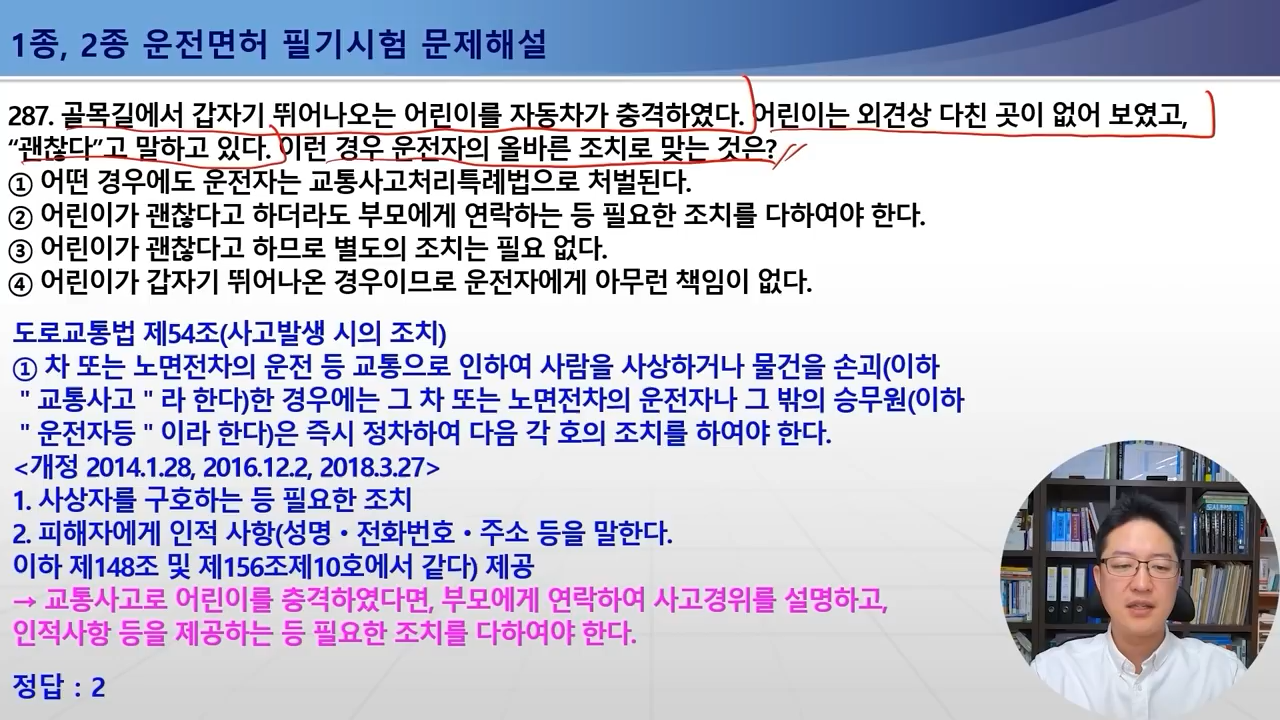 1종, 2종 운전면허 필기시험 문제해설
287. 골목길에서 갑자기 뛰어나오는 어린이를 자동차가 충격하였다. 어린이는 외견상 다친 곳이 없어 보였고,
“괜찮다”고 말하고 있다. 이런 경우 운전자의 올바른 조치로 맞는 것은?
① 어떤 경우에도 운전자는 교통사고처리특례법으로 처벌된다.
② 어린이가 괜찮다고 하더라도 부모에게 연락하는 등 필요한 조치를 다하여야 한다.
③ 어린이가 괜찮다고 하므로 별도의 조치는 필요 없다.
④ 어린이가 갑자기 뛰어나온 경우이므로 운전자에게 아무런 책임이 없다.
도로교통법 제54조(사고발생 시의 조치)
① 차 또는 노면전차의 운전 등 교통으로 인하여 사람을 사상하거나 물건을 손괴(이하
" 교통사고 " 라 한다)한 경우에는 그 차 또는 노면전차의 운전자나 그 밖의 승무원(이하
" 운전자등 " 이라 한다)은 즉시 정차하여 다음 각 호의 조치를 하여야 한다.
<개정 2014.1.28, 2016.12.2, 2018.3.27>
1. 사상자를 구호하는 등 필요한 조치
2. 피해자에게 인적 사항(성명・전화번호・주소 등을 말한다.
이하 제148조 및 제156조제10호에서 같다) 제공
→ 교통사고로 어린이를 충격하였다면, 부모에게 연락하여 사고경위를 설명하고,
인적사항 등을 제공하는 등 필요한 조치를 다하여야 한다.
정답 : 2